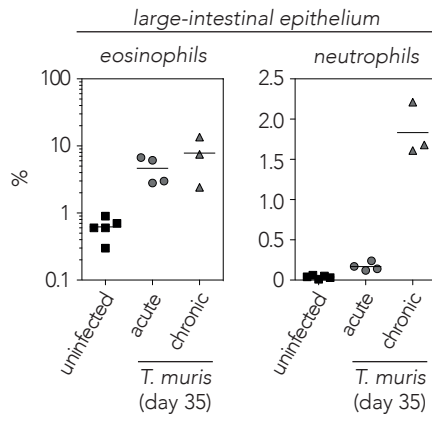 large-intestinal epithelium
eosinophils
neutrophils
%
100
10
1
0.1
2.5
2.0
1.5
1.0
0.5
0
uninfected
acute
chronic
uninfected
acute
chronic
T. muris
(day 35)
T. muris
(day 35)